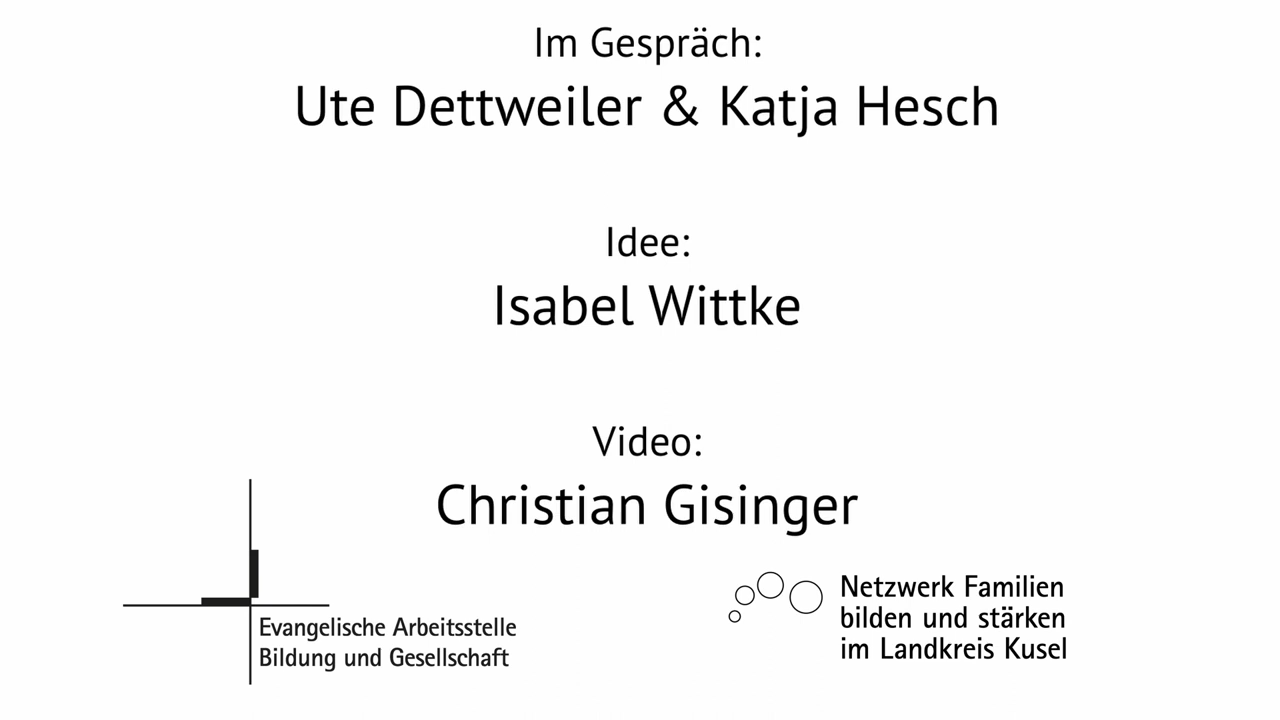 Im Gespräch:
Ute Dettweiler & Katja Hesch
Idee:
Isabel Wittke
Video:
Christian Gisinger
Evangelische Arbeitsstelle
Bildung und Gesellschaft
Netzwerk Familien
bilden und stärken
im Landkreis Kusel